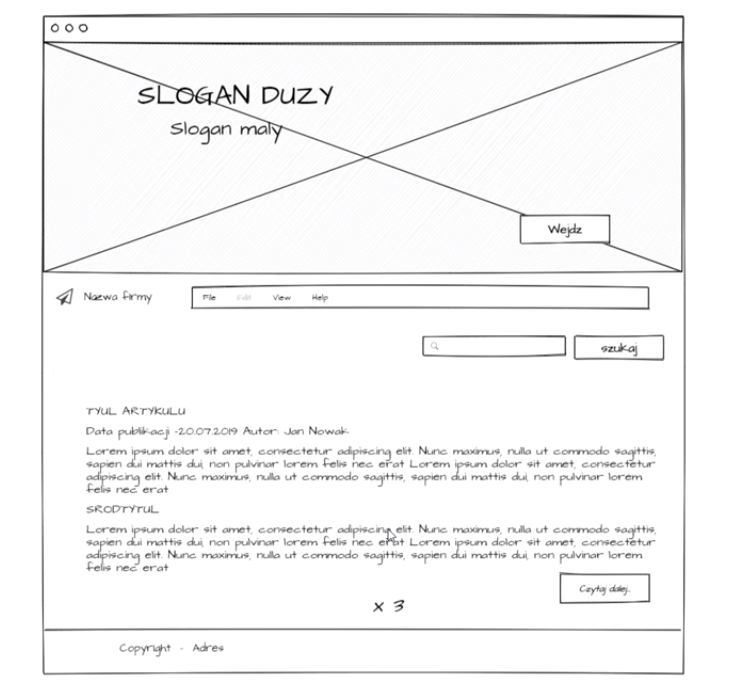 SLOGAN DUZY
Slogan maly
Wejdz
Nazwa firmy
File Edit View Help
szukaj
TYUL ARTYKULU
Data publikacji -20.07.2019 Autor: Jan Nowak
Lorem ipsum dolor sit amet, consectetur adipiscing elit. Nunc maximus, nulla ut commodo sagittis,
sapien dui mattis dui, non pulvinar lorem felis nec erat Lorem ipsum dolor sit amet, consectetur
adipiscing elit. Nunc maximus, nulla ut commodo sagittis, sapien dui mattis dui, non pulvinar lorem
felis nec erat
SRODTYTUL
Lorem ipsum dolor sit amet, consectetur adipiscing elit. Nunc maximus, nulla ut commodo sagittis,
sapien dui mattis dui, non pulvinar lorem felis nec erat Lorem ipsum dolor sit amet, consectetur
adipiscing elit. Nunc maximus, nulla ut commodo sagittis, sapien dui mattis dui, non pulvinar lorem
felis nec erat
Czytaj dalej..
x 3
Copyright - Adres